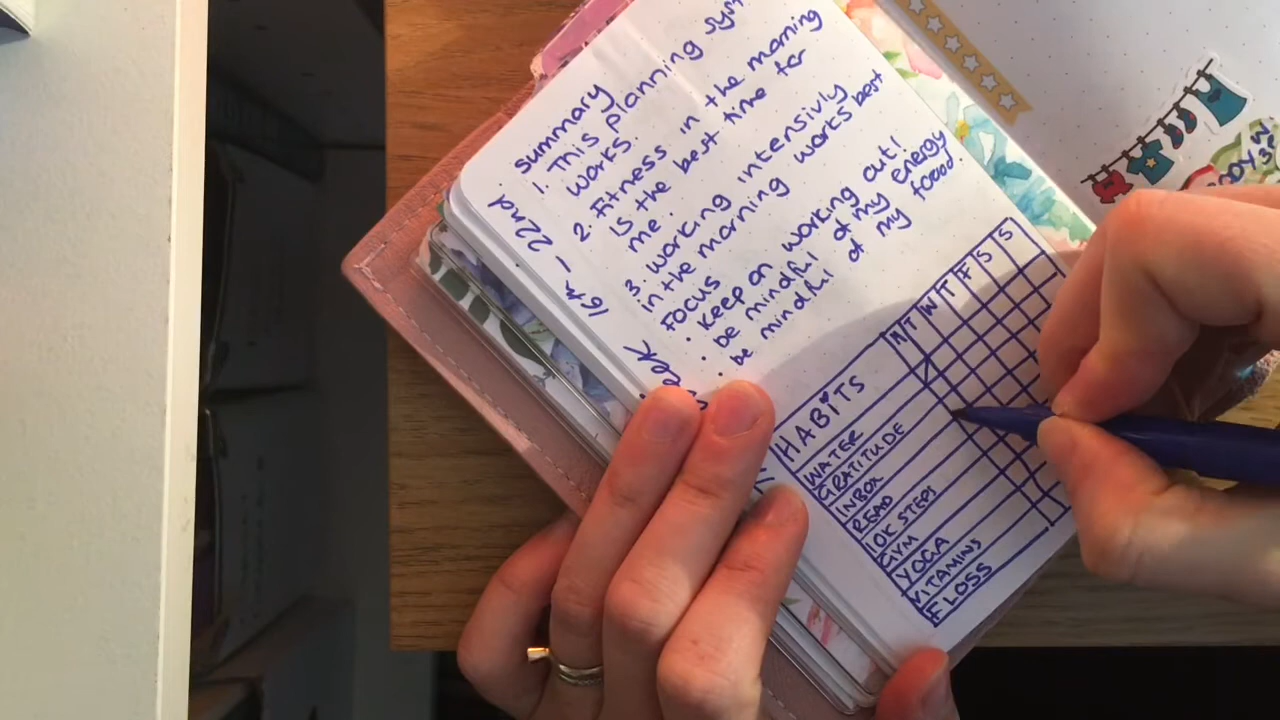 summary
1. This planning sym
works.
2. Fitness in the morning
is the best time for
me.
3. working intensivly
in the morning works best
Focus
· keep on working out!
· be mindful of my energy
· be mindful of my foood
week 16th - 22nd.
HABITS M T W T F S S
WATER
GRATITUDE
INBOX
READ
10K STEPS
GYM
YOGA
VITAMINS
FLOSS